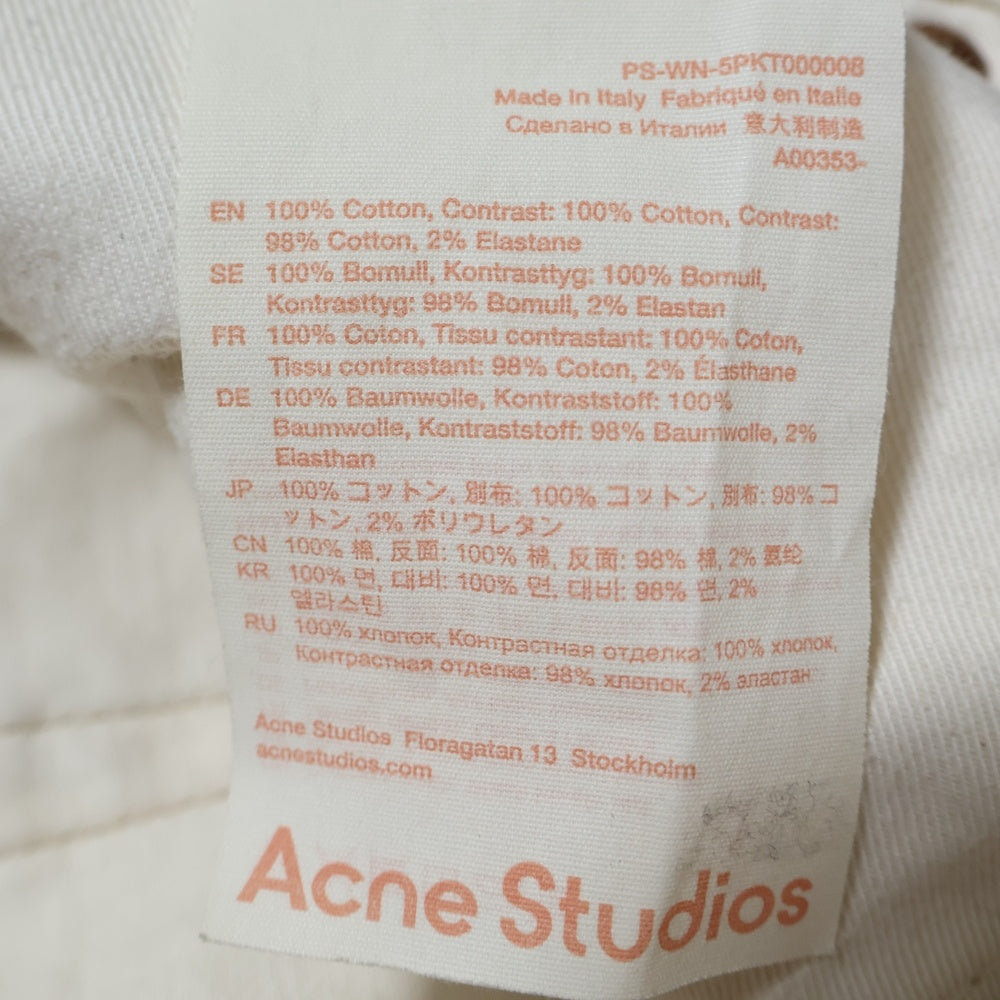 PS-WN-5PKT000008
Made in Italy Fabriqué en Italie
Сделано в Италии 意大利制造
A00353-
EN 100% Cotton, Contrast: 100% Cotton, Contrast:
98% Cotton, 2% Elastane
SE 100% Bomull, Kontrasttyg: 100% Bomull,
Kontrasttyg: 98% Bomull, 2% Elastan
FR 100% Coton, Tissu contrastant: 100% Coton,
Tissu contrastant: 98% Coton, 2% Élasthane
DE 100% Baumwolle, Kontraststoff: 100%
Baumwolle, Kontraststoff: 98% Baumwolle, 2%
Elasthan
JP 100% コットン, 別布: 100% コットン, 別布: 98% コ
ットン, 2% ポリウレタン
CN 100% 棉, 反面: 100% 棉, 反面: 98% 棉, 2% 氨纶
KR 100% 면, 대비: 100% 면, 대비: 98% 면, 2%
엘라스틴
RU 100% хлопок, Контрастная отделка: 100% хлопок,
Контрастная отделка: 98% хлопок, 2% эластан
Acne Studios Floragatan 13 Stockholm
acnestudios.com
Acne Studios